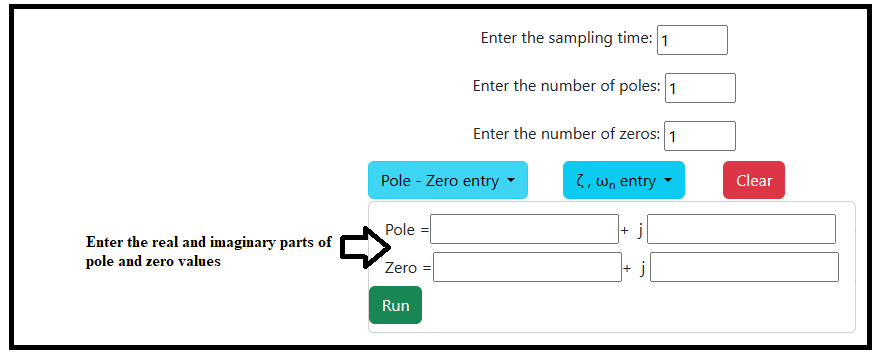 Enter the sampling time: 1
Enter the number of poles: 1
Enter the number of zeros: 1
Pole - Zero entry ζ , ωn entry Clear
Pole = + j
Enter the real and imaginary parts of
pole and zero values
Zero = + j
Run